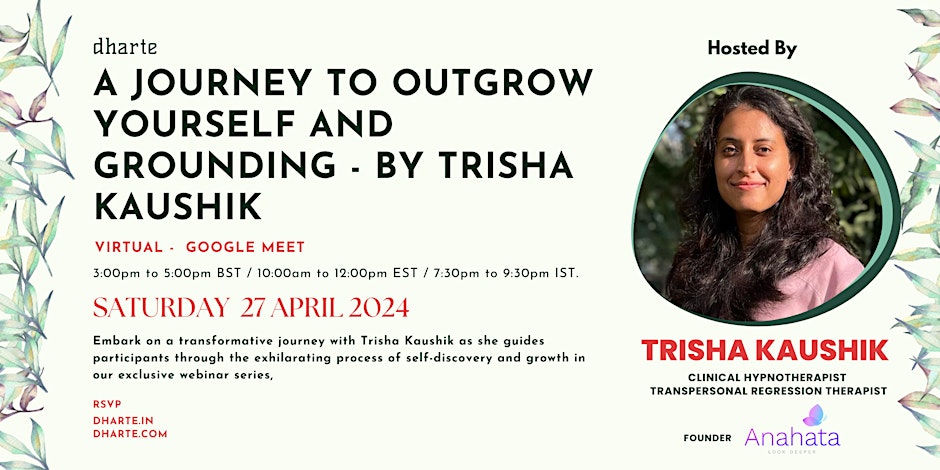 dharte
A JOURNEY TO OUTGROW
YOURSELF AND
GROUNDING - BY TRISHA
KAUSHIK
VIRTUAL - GOOGLE MEET
3:00pm to 5:00pm BST / 10:00am to 12:00pm EST / 7:30pm to 9:30pm IST.
SATURDAY 27 APRIL 2024
Embark on a transformative journey with Trisha Kaushik as she guides
participants through the exhilarating process of self-discovery and growth in
our exclusive webinar series,
RSVP
DHARTE.IN
DHARTE.COM
Hosted By
TRISHA KAUSHIK
CLINICAL HYPNOTHERAPIST
TRANSPERSONAL REGRESSION THERAPIST
FOUNDER
Anahata
LOOK DEEPER